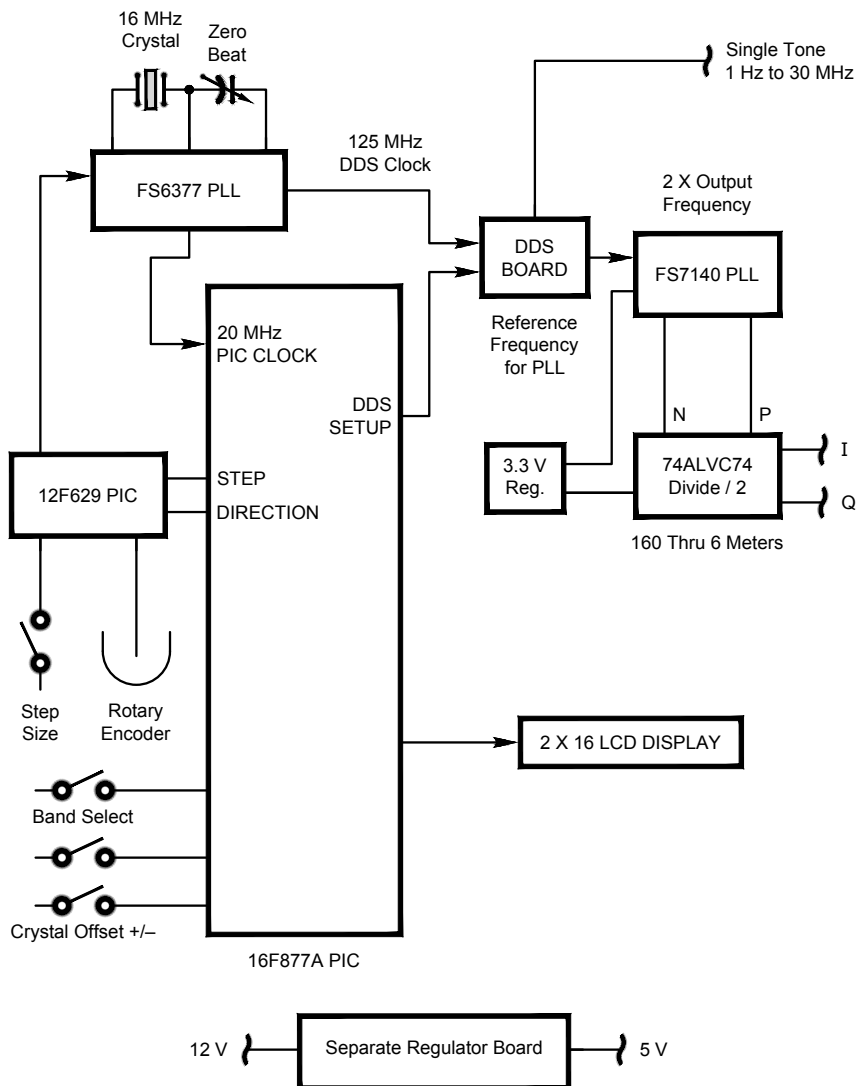 16 MHz
Crystal
Zero
Beat
Single Tone
1 Hz to 30 MHz
125 MHz
DDS Clock
FS6377 PLL
2 X Output
Frequency
DDS
BOARD
FS7140 PLL
20 MHz
PIC CLOCK
Reference
Frequency
for PLL
DDS
SETUP
N
P
I
12F629 PIC
STEP
DIRECTION
3.3 V
Reg.
74ALVC74
Divide / 2
Q
160 Thru 6 Meters
Step
Size
Rotary
Encoder
2 X 16 LCD DISPLAY
Band Select
Crystal Offset +/–
16F877A PIC
12 V
Separate Regulator Board
5 V